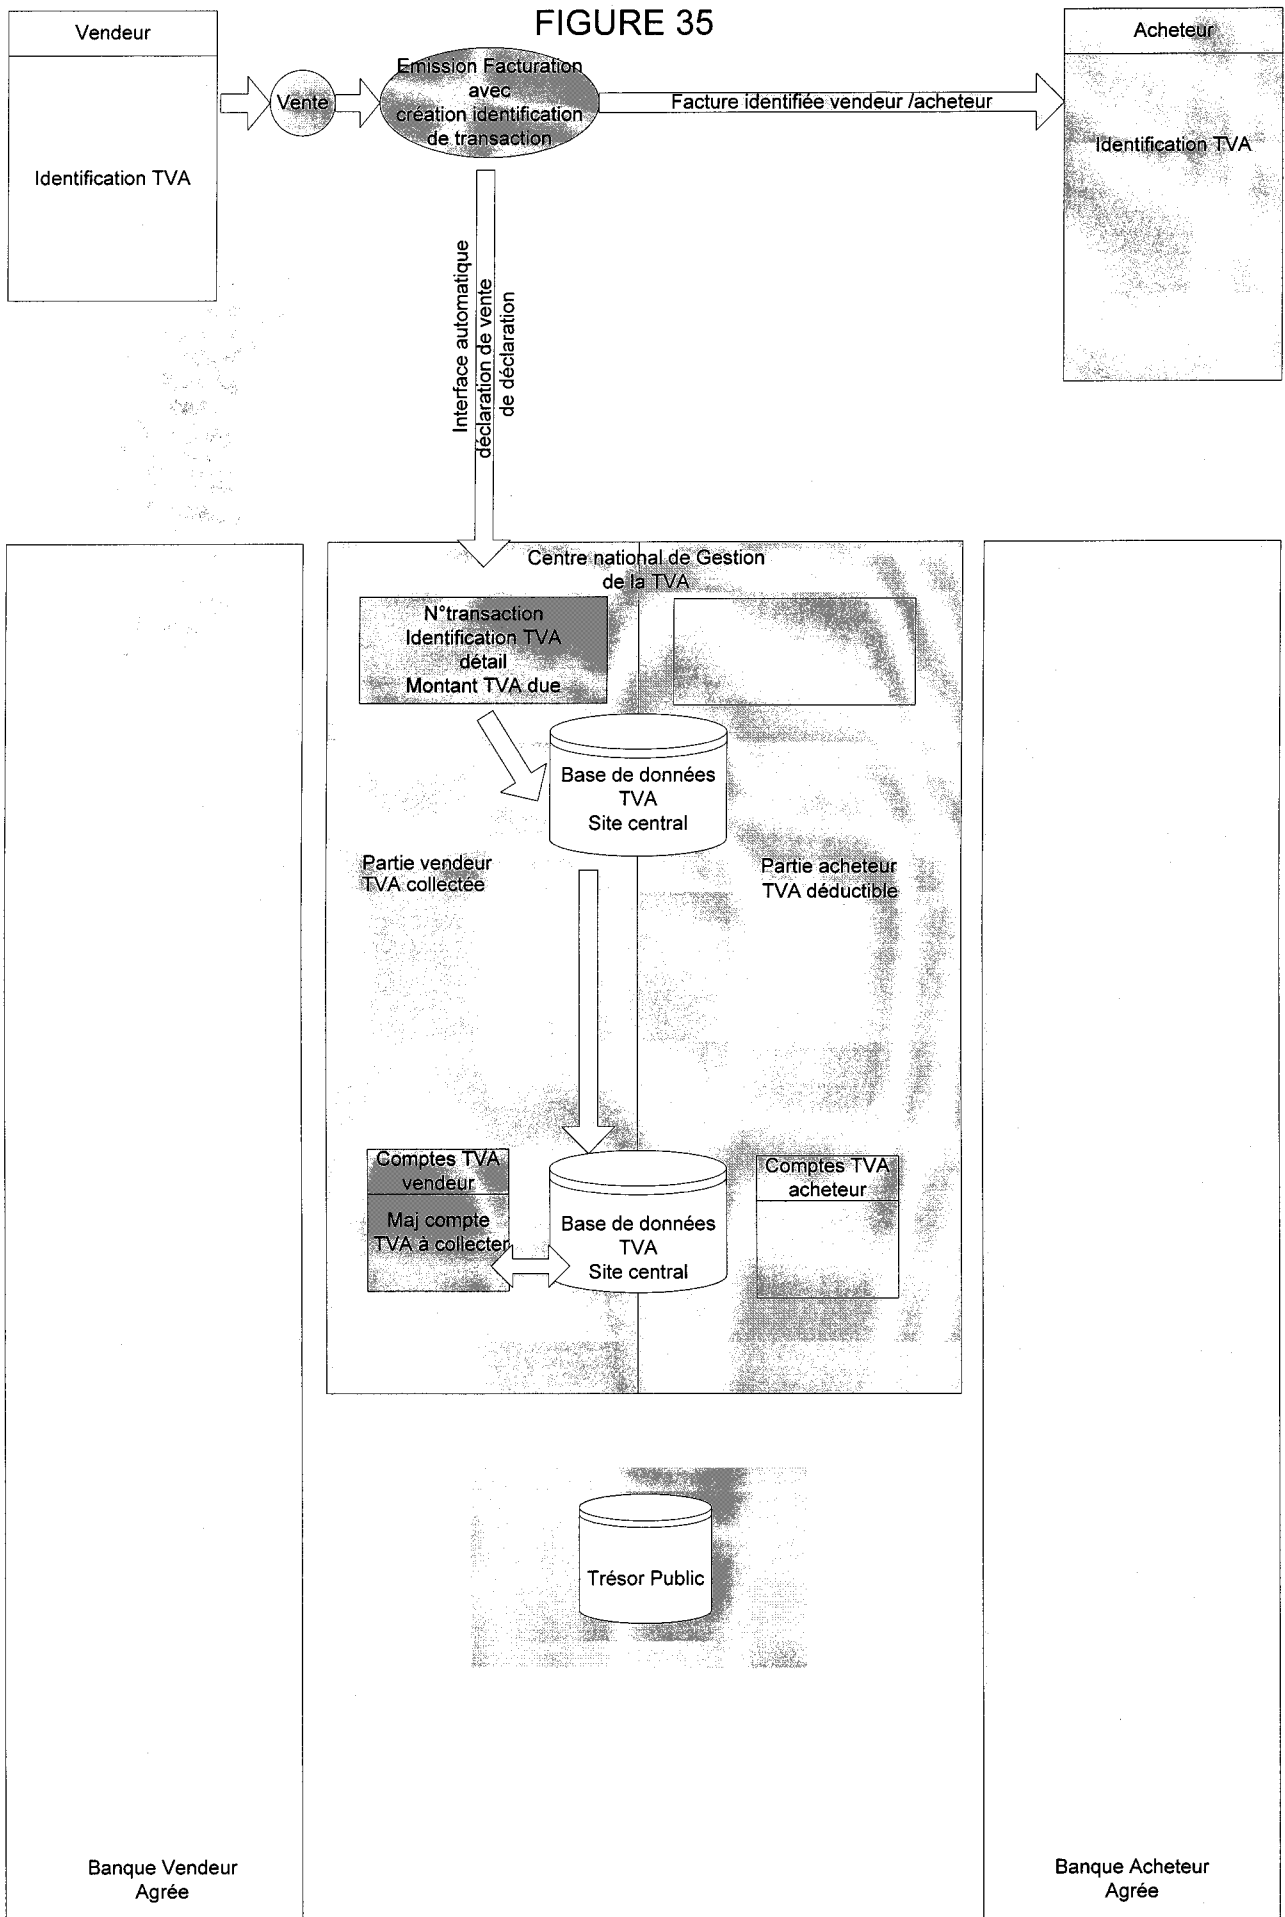 FIGURE 35
Vendeur
Identification TVA
Vente
Emission Facturation
avec
création identification
de transaction
Facture identifiée vendeur /acheteur
Acheteur
Identification TVA
Interface automatique
déclaration de vente
de déclaration
Centre national de Gestion
de la TVA
N°transaction
Identification TVA
détail
Montant TVA due
Base de données
TVA
Site central
Partie vendeur
TVA collectée
Partie acheteur
TVA déductible
Comptes TVA
vendeur
Maj compte
TVA à collecter
Base de données
TVA
Site central
Comptes TVA
acheteur
Trésor Public
Banque Vendeur
Agrée
Banque Acheteur
Agrée